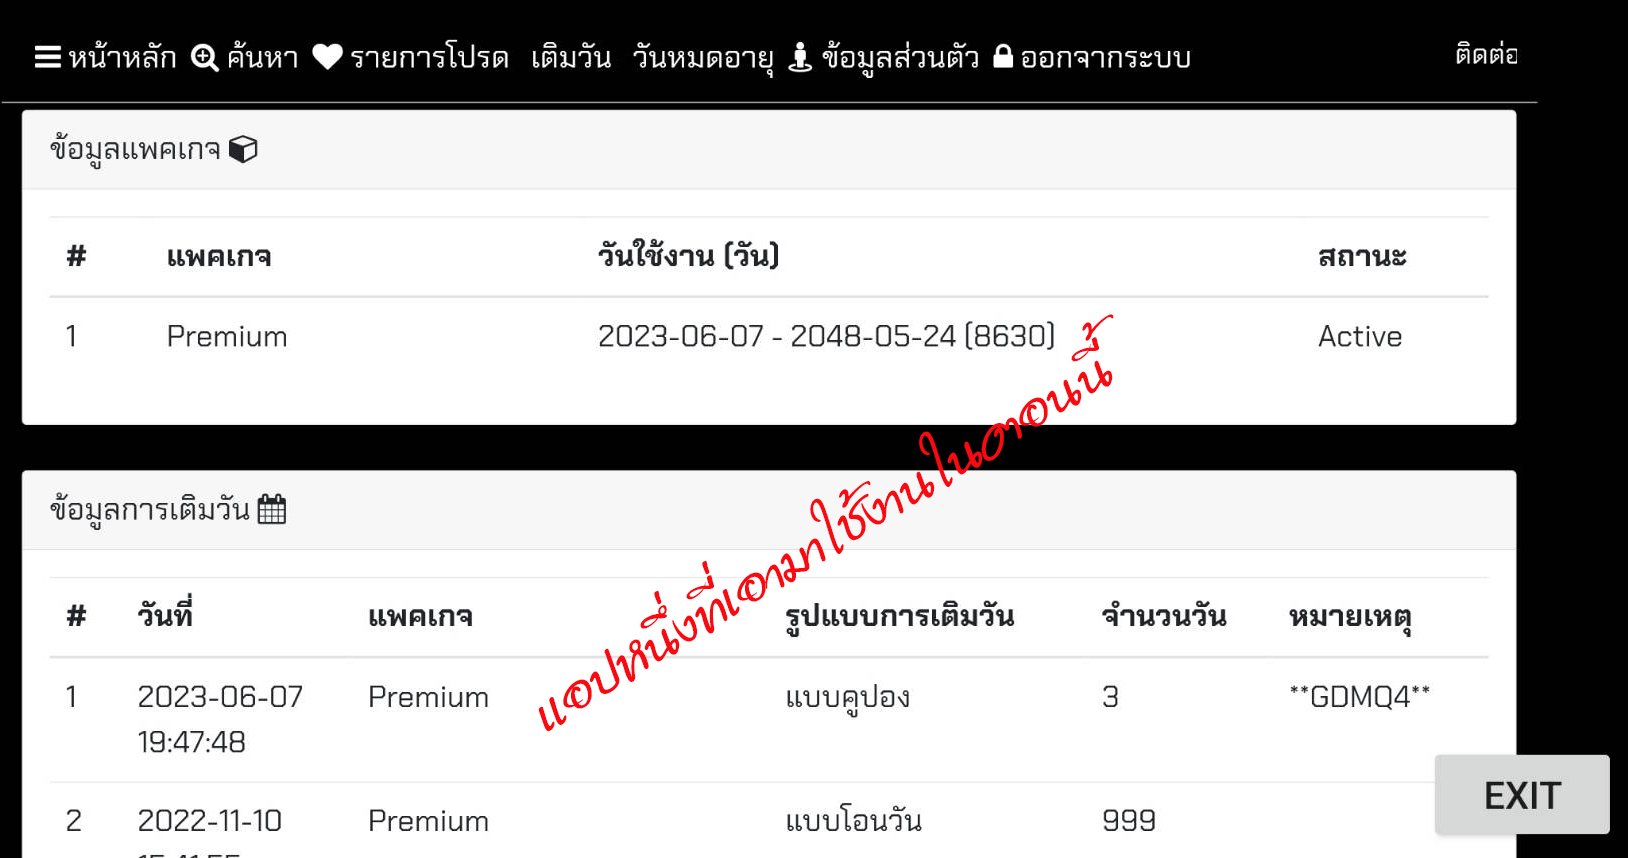 หน้าหลัก ค้นหา รายการโปรด เติมวัน วันหมดอายุ ข้อมูลส่วนตัว ออกจากระบบ ติดต่อ
ข้อมูลแพคเกจ
# แพคเกจ วันใช้งาน (วัน) สถานะ
1 Premium 2023-06-07 - 2048-05-24 (8630) Active
แอปหนึ่งที่เอามาใช้งานในตอนนี้
ข้อมูลการเติมวัน
# วันที่ แพคเกจ รูปแบบการเติมวัน จำนวนวัน หมายเหตุ
1 2023-06-07 Premium แบบคูปอง 3 **GDMQ4**
19:47:48
EXIT
2 2022-11-10 Premium แบบโอนวัน 999